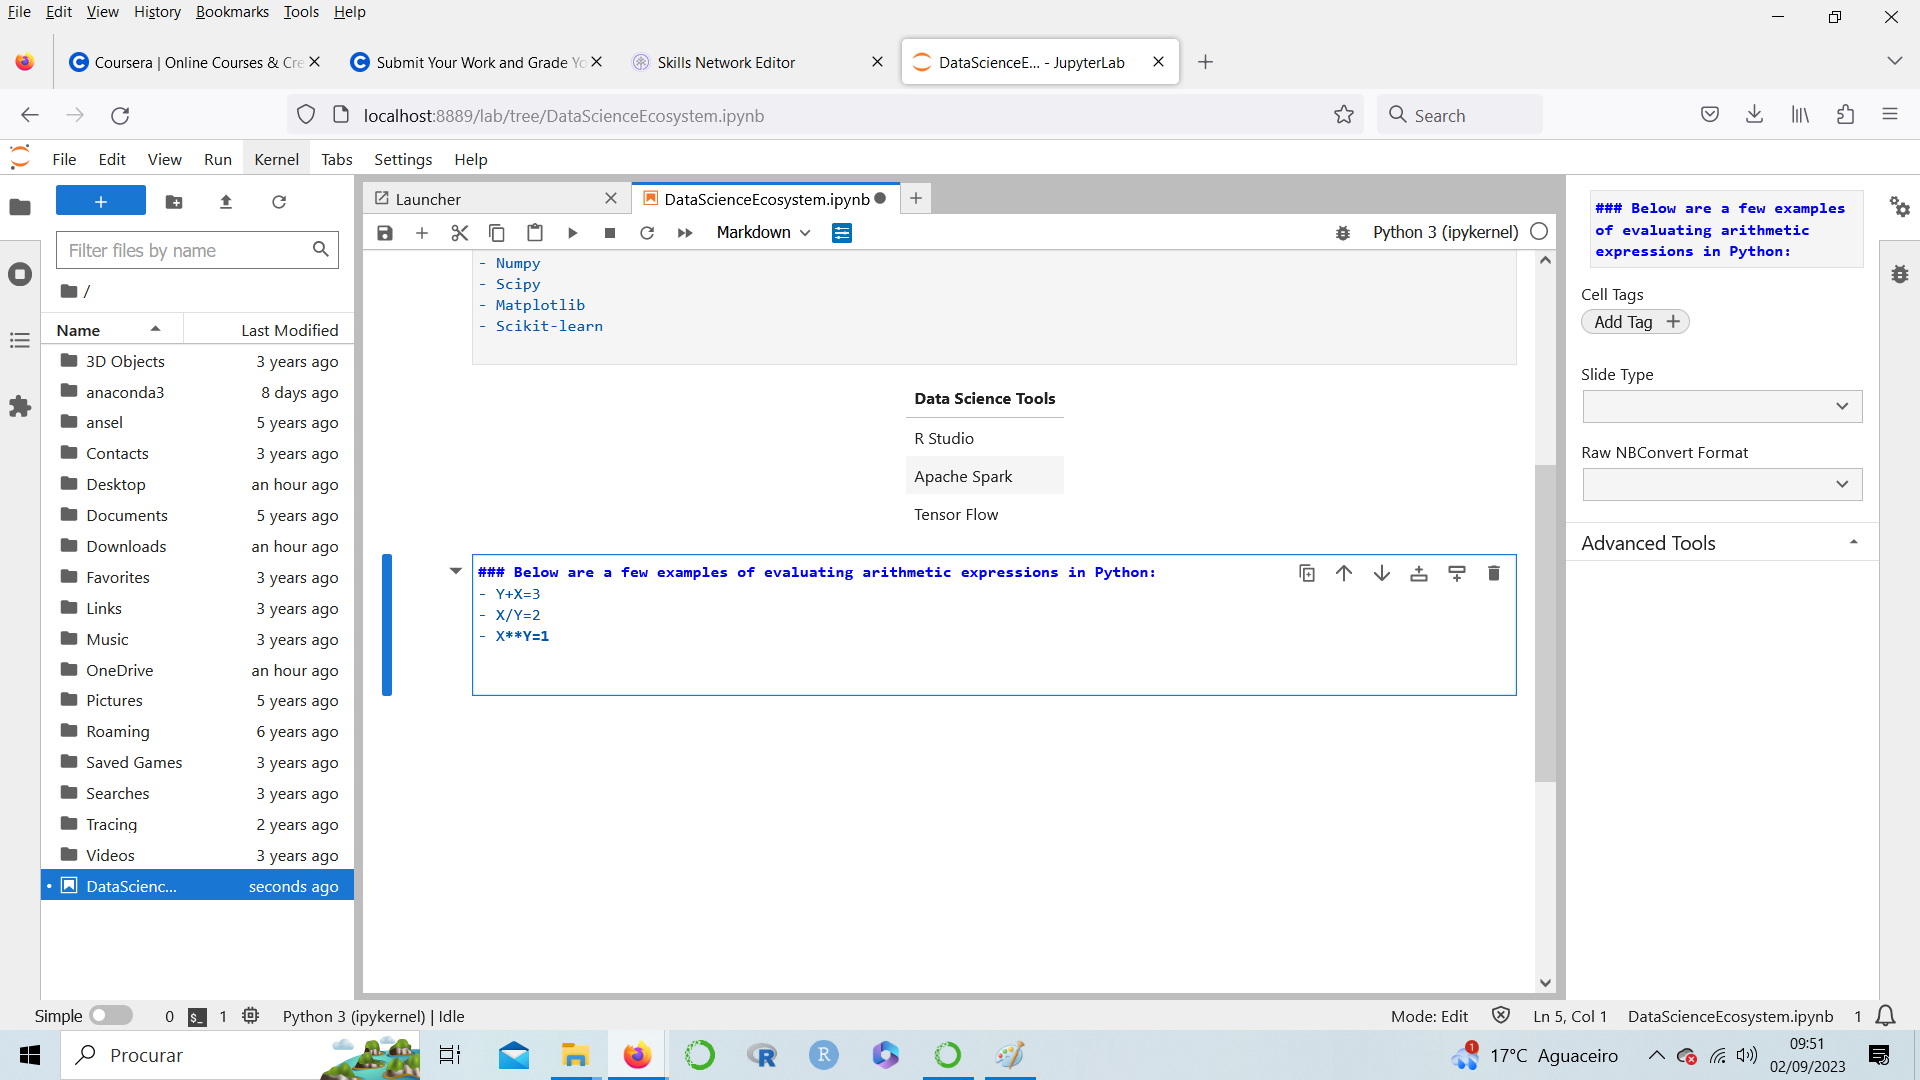 File Edit View History Bookmarks Tools Help
Coursera | Online Courses & Cre
Submit Your Work and Grade Yo
Skills Network Editor
DataScienceE... - JupyterLab
localhost:8889/lab/tree/DataScienceEcosystem.ipynb
Search
File Edit View Run Kernel Tabs Settings Help
Launcher
DataScienceEcosystem.ipynb
Markdown
Python 3 (ipykernel)
Filter files by name
/
Name Last Modified
3D Objects 3 years ago
anaconda3 8 days ago
ansel 5 years ago
Contacts 3 years ago
Desktop an hour ago
Documents 5 years ago
Downloads an hour ago
Favorites 3 years ago
Links 3 years ago
Music 3 years ago
OneDrive an hour ago
Pictures 5 years ago
Roaming 6 years ago
Saved Games 3 years ago
Searches 3 years ago
Tracing 2 years ago
Videos 3 years ago
DataScienc... seconds ago
- Numpy
- Scipy
- Matplotlib
- Scikit-learn
Data Science Tools
R Studio
Apache Spark
Tensor Flow
### Below are a few examples of evaluating arithmetic expressions in Python:
- Y+X=3
- X/Y=2
- X**Y=1
### Below are a few examples
of evaluating arithmetic
expressions in Python:
Cell Tags
Add Tag +
Slide Type
Raw NBConvert Format
Advanced Tools
Simple 0 $_ 1 Python 3 (ipykernel) | Idle
Mode: Edit Ln 5, Col 1 DataScienceEcosystem.ipynb 1
Procurar
R
R
1
17°C Aguaceiro
09:51
02/09/2023